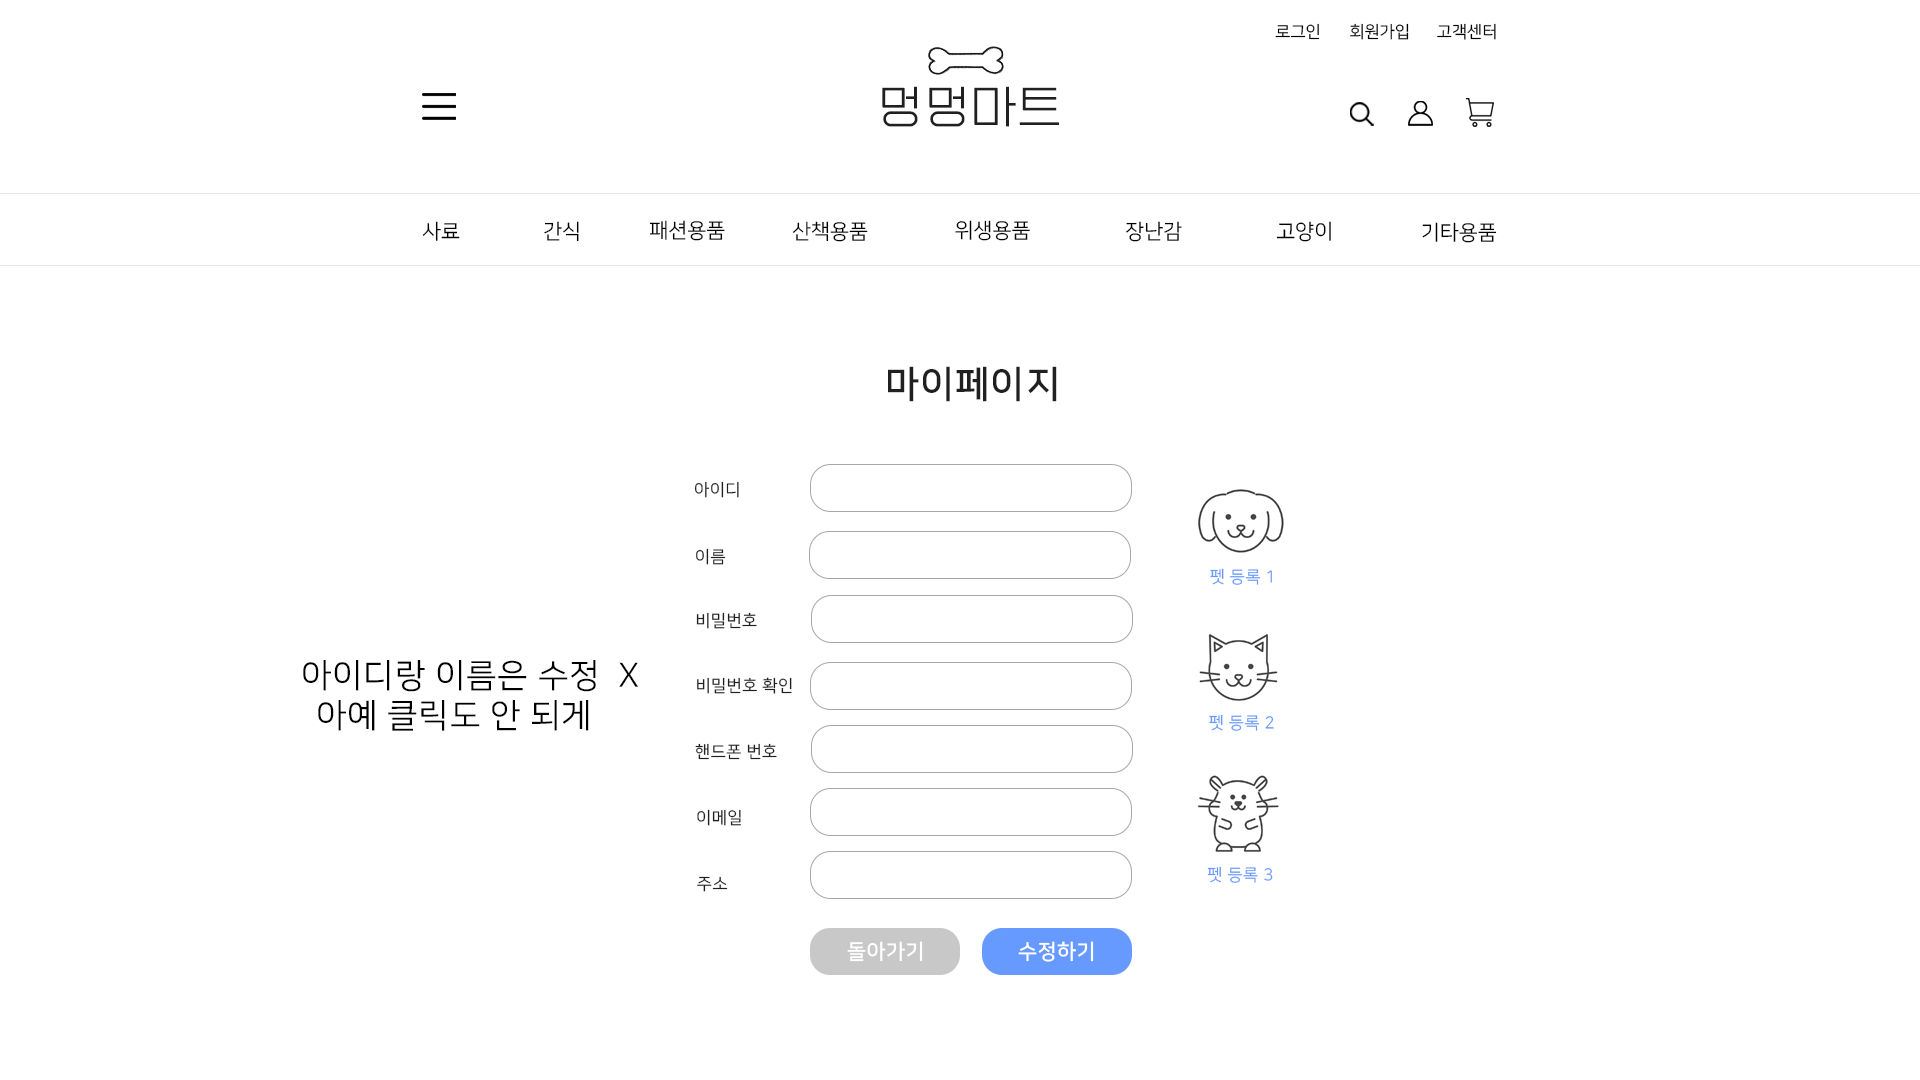 로그인 회원가입 고객센터
멍멍마트
사료 간식 패션용품 산책용품 위생용품 장난감 고양이 기타용품
마이페이지
아이디
이름
비밀번호
비밀번호 확인
핸드폰 번호
이메일
주소
아이디랑 이름은 수정 X
아예 클릭도 안 되게
펫 등록 1
펫 등록 2
펫 등록 3
돌아가기 수정하기